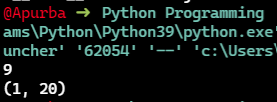 @Apurba ➜ Python Programming
ams\Python\Python39\python.exe'
uncher' '62054' '--' 'c:\Users\
9
(1, 20)